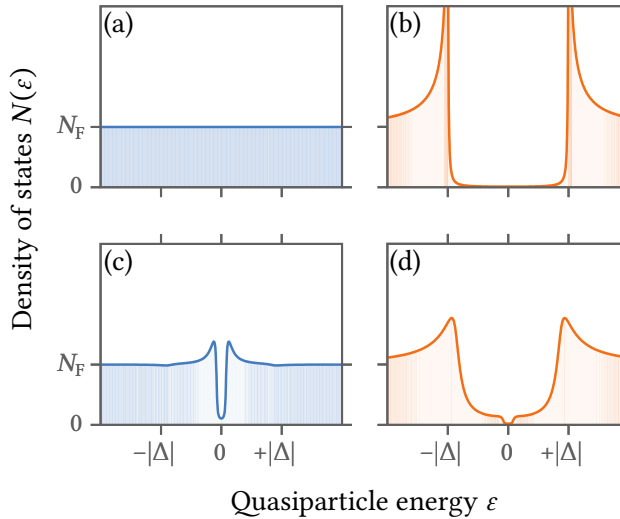 (a)
(b)
N_F
0
(c)
(d)
N_F
0
−|Δ| 0 +|Δ|
−|Δ| 0 +|Δ|
Density of states N(ε)
Quasiparticle energy ε